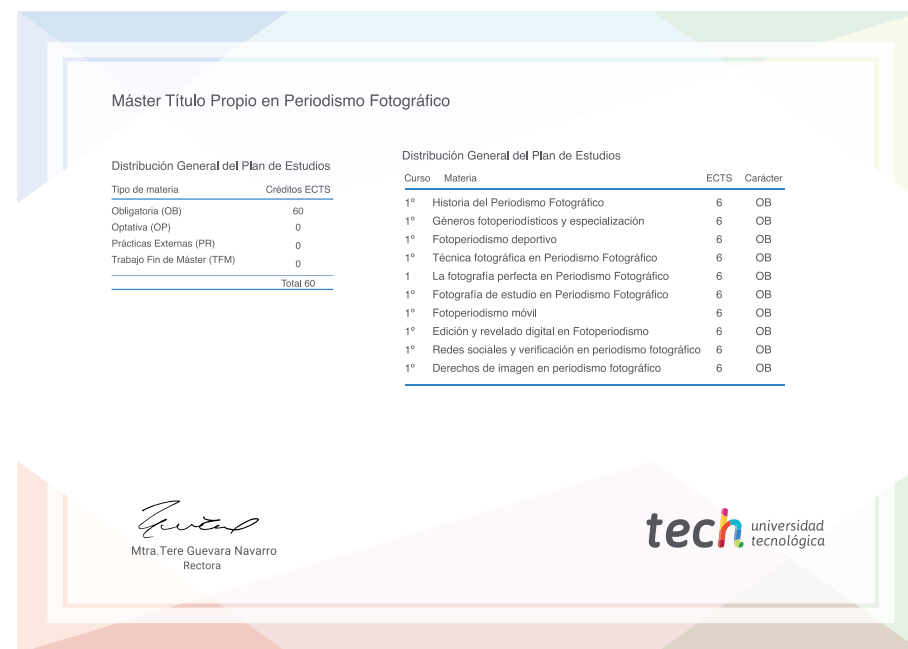 Máster Título Propio en Periodismo Fotográfico
Distribución General del Plan de Estudios
Tipo de materia Créditos ECTS
Obligatoria (OB) 60
Optativa (OP) 0
Prácticas Externas (PR) 0
Trabajo Fin de Máster (TFM) 0
Total 60
Distribución General del Plan de Estudios
Curso Materia ECTS Carácter
1º Historia del Periodismo Fotográfico 6 OB
1º Géneros fotoperiodísticos y especialización 6 OB
1º Fotoperiodismo deportivo 6 OB
1º Técnica fotográfica en Periodismo Fotográfico 6 OB
1 La fotografía perfecta en Periodismo Fotográfico 6 OB
1º Fotografía de estudio en Periodismo Fotográfico 6 OB
1º Fotoperiodismo móvil 6 OB
1º Edición y revelado digital en Fotoperiodismo 6 OB
1º Redes sociales y verificación en periodismo fotográfico 6 OB
1º Derechos de imagen en periodismo fotográfico 6 OB
Mtra.Tere Guevara Navarro
Rectora
tech universidad
tecnológica